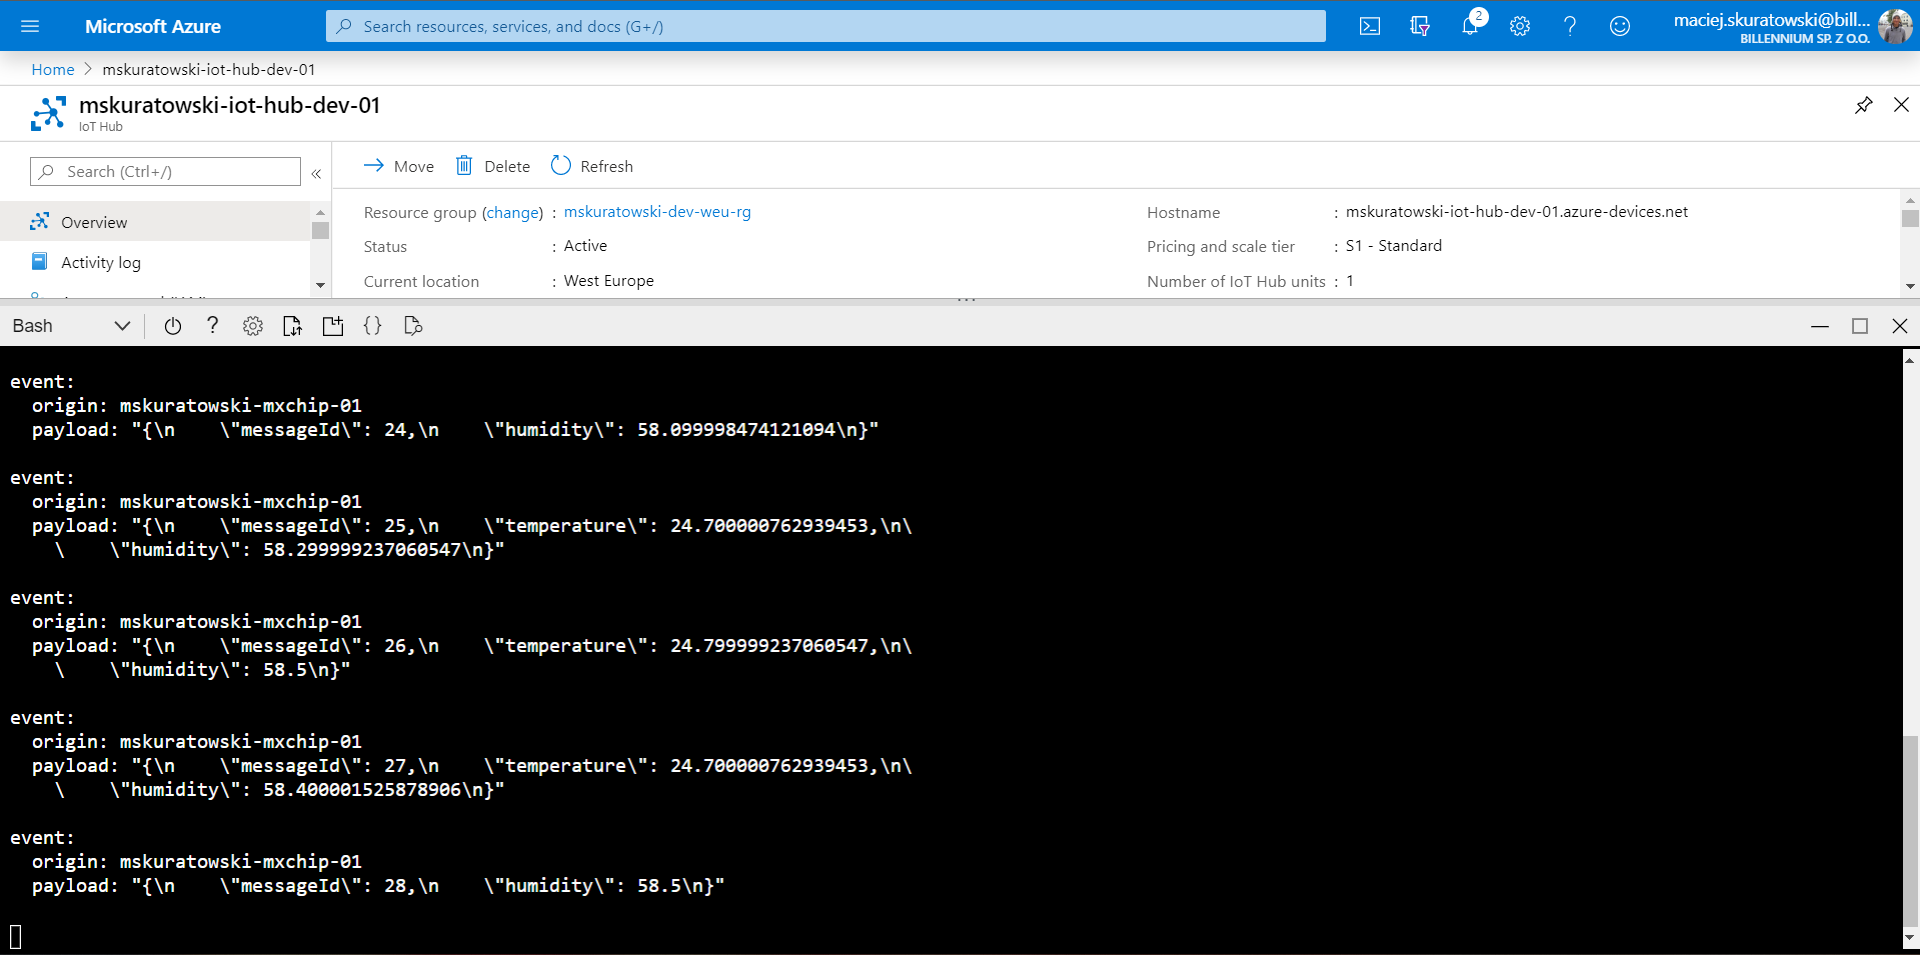 Microsoft Azure
Search resources, services, and docs (G+/)
2
maciej.skuratowski@bill...
BILLENNIUM SP. Z O.O.
Home > mskuratowski-iot-hub-dev-01
mskuratowski-iot-hub-dev-01
IoT Hub
Search (Ctrl+/)
«
Move
Delete
Refresh
Overview
Activity log
Resource group (change) : mskuratowski-dev-weu-rg
Status : Active
Current location : West Europe
Hostname : mskuratowski-iot-hub-dev-01.azure-devices.net
Pricing and scale tier : S1 - Standard
Number of IoT Hub units : 1
Bash
event:
  origin: mskuratowski-mxchip-01
  payload: "{\n    \"messageId\": 24,\n    \"humidity\": 58.099998474121094\n}"
event:
  origin: mskuratowski-mxchip-01
  payload: "{\n    \"messageId\": 25,\n    \"temperature\": 24.700000762939453,\n\
    \    \"humidity\": 58.299999237060547\n}"
event:
  origin: mskuratowski-mxchip-01
  payload: "{\n    \"messageId\": 26,\n    \"temperature\": 24.799999237060547,\n\
    \    \"humidity\": 58.5\n}"
event:
  origin: mskuratowski-mxchip-01
  payload: "{\n    \"messageId\": 27,\n    \"temperature\": 24.700000762939453,\n\
    \    \"humidity\": 58.400001525878906\n}"
event:
  origin: mskuratowski-mxchip-01
  payload: "{\n    \"messageId\": 28,\n    \"humidity\": 58.5\n}"